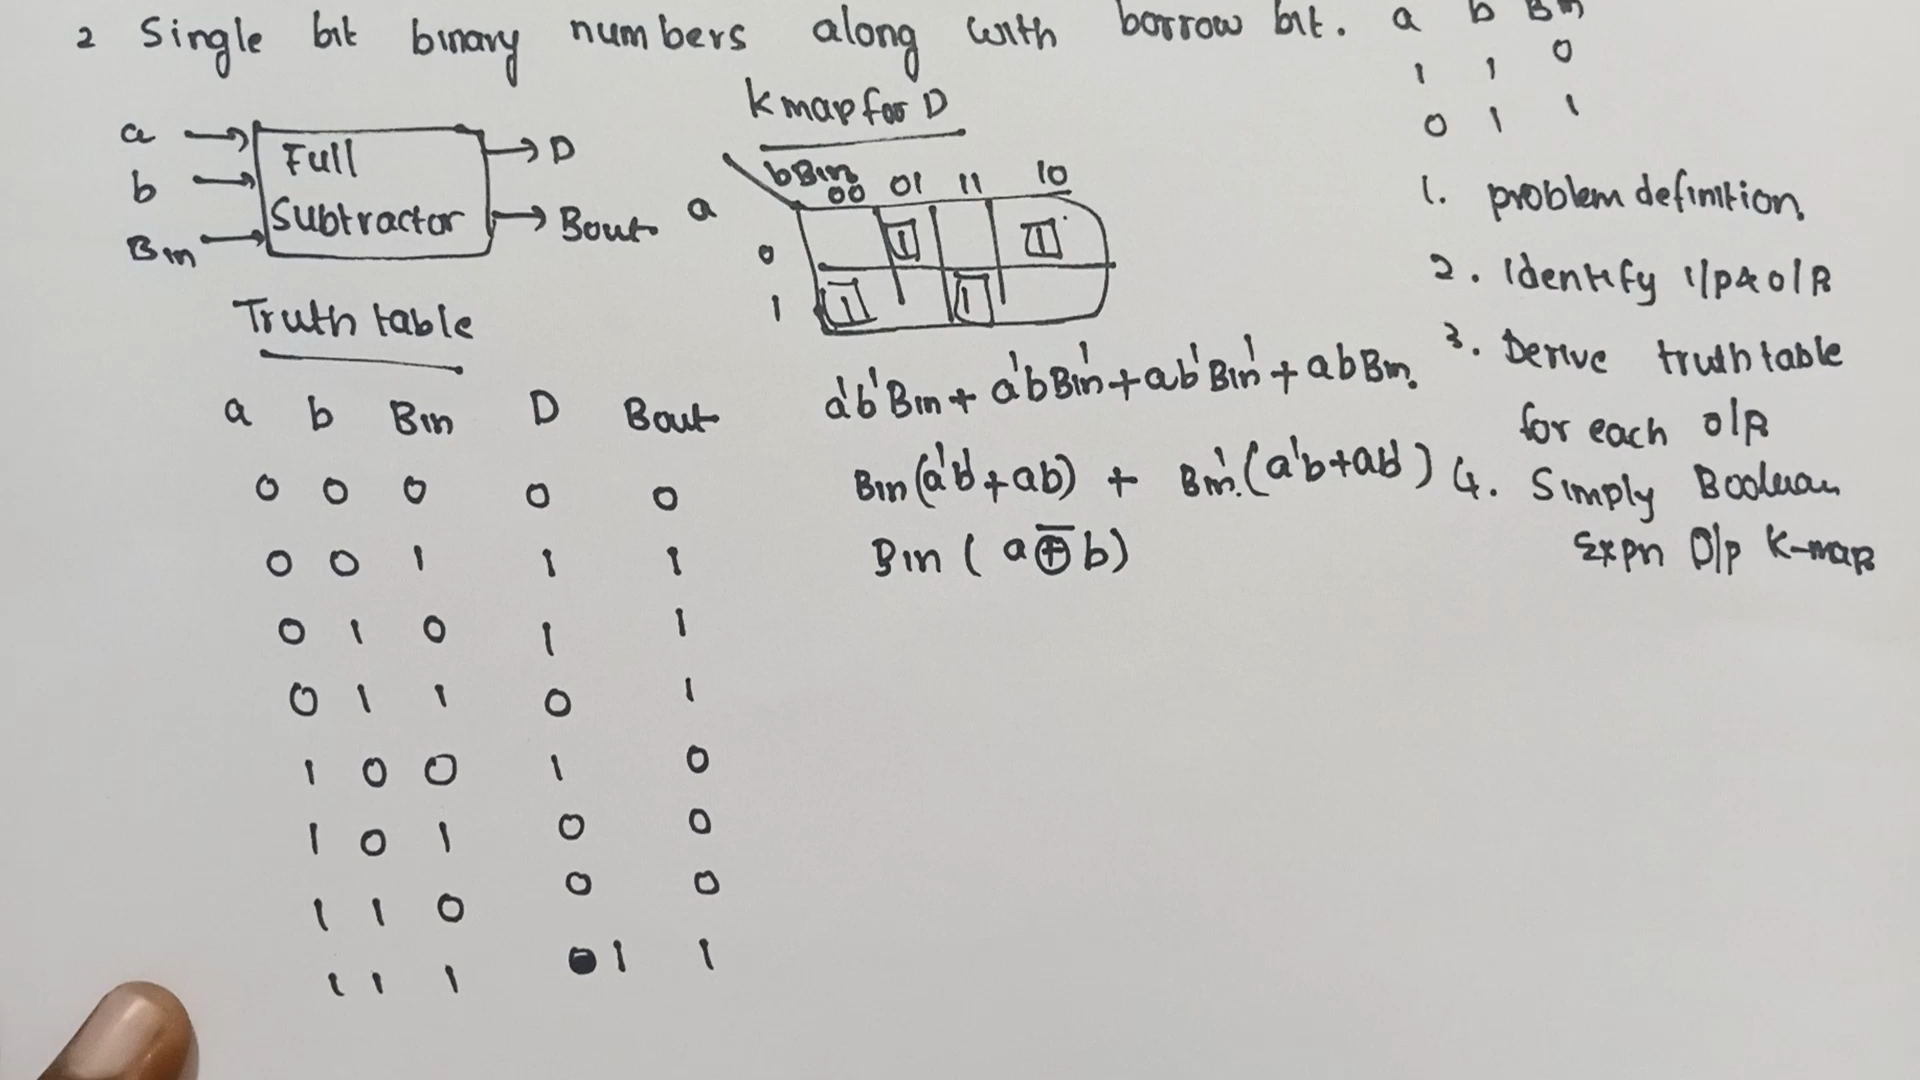 2 Single bit binary numbers along with borrow bit.
a b Bin
1 1 0
0 1 1
a
b
Bin
Full
Subtractor
D
Bout
K map for D
bBin
00 01 11 10
a
0 1 1
1 1 1
a'b'Bin + a'bBin' + ab'Bin' + abBin.
Bin(a'b' + ab) + Bin'.(a'b+ab')
Bin ( a ⊕̅ b)
Truth table
a b Bin D Bout
0 0 0 0 0
0 0 1 1 1
0 1 0 1 1
0 1 1 0 1
1 0 0 1 0
1 0 1 0 0
1 1 0 0 0
1 1 1 1 1
1. problem definition.
2. Identify i/p & o/p
3. Derive truth table
for each o/p
4. Simply Boolean
Expn O/p K-map